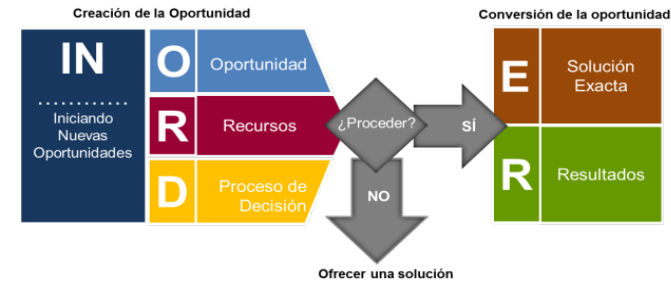 Creación de la Oportunidad
Conversión de la oportunidad
IN
Iniciando
Nuevas
Oportunidades
O
Oportunidad
R
Recursos
D
Proceso de
Decisión
¿Proceder?
SÍ
NO
Ofrecer una solución
E
Solución
Exacta
R
Resultados